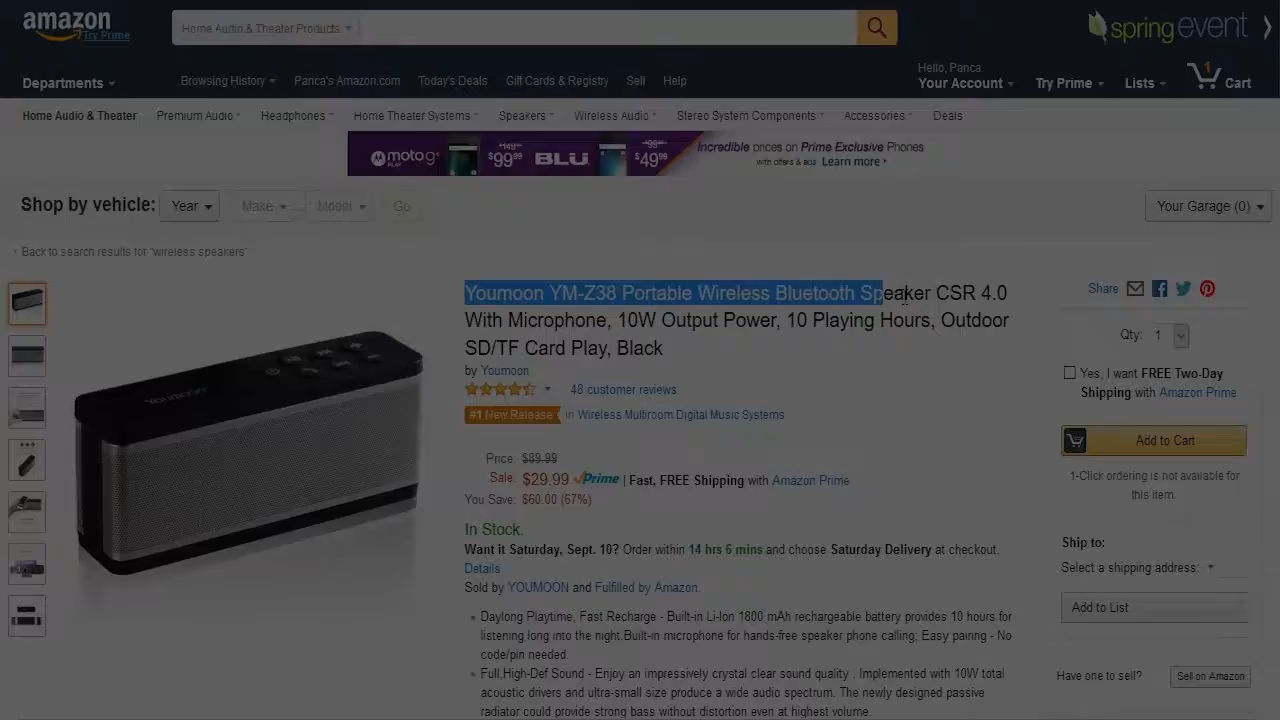 amazon
Try Prime
Home Audio & Theater Products
spring event
Departments
Browsing History
Panca's Amazon.com
Today's Deals
Gift Cards & Registry
Sell
Help
Hello, Panca
Your Account
Try Prime
Lists
1
Cart
Home Audio & Theater
Premium Audio
Headphones
Home Theater Systems
Speakers
Wireless Audio
Stereo System Components
Accessories
Deals
moto g PLAY
$149
$99.99
BLU
$99
$49.99
Incredible prices on Prime Exclusive Phones
with offers & ads Learn more
Shop by vehicle:
Year
Make
Model
Go
Your Garage (0)
Back to search results for "wireless speakers"
Youmoon
Youmoon YM-Z38 Portable Wireless Bluetooth Speaker CSR 4.0
With Microphone, 10W Output Power, 10 Playing Hours, Outdoor
SD/TF Card Play, Black
by Youmoon
48 customer reviews
#1 New Release in Wireless Multiroom Digital Music Systems
Price: $89.99
Sale: $29.99 Prime | Fast, FREE Shipping with Amazon Prime
You Save: $60.00 (67%)
In Stock.
Want it Saturday, Sept. 10? Order within 14 hrs 6 mins and choose Saturday Delivery at checkout.
Details
Sold by YOUMOON and Fulfilled by Amazon.
Daylong Playtime, Fast Recharge - Built-in Li-Ion 1800 mAh rechargeable battery provides 10 hours for
listening long into the night.Built-in microphone for hands-free speaker phone calling. Easy pairing - No
code/pin needed.
Full,High-Def Sound - Enjoy an impressively crystal clear sound quality . Implemented with 10W total
acoustic drivers and ultra-small size produce a wide audio spectrum. The newly designed passive
radiator could provide strong bass without distortion even at highest volume.
Share
Qty: 1
Yes, I want FREE Two-Day
Shipping with Amazon Prime
Add to Cart
1-Click ordering is not available for
this item.
Ship to:
Select a shipping address:
Add to List
Have one to sell?
Sell on Amazon